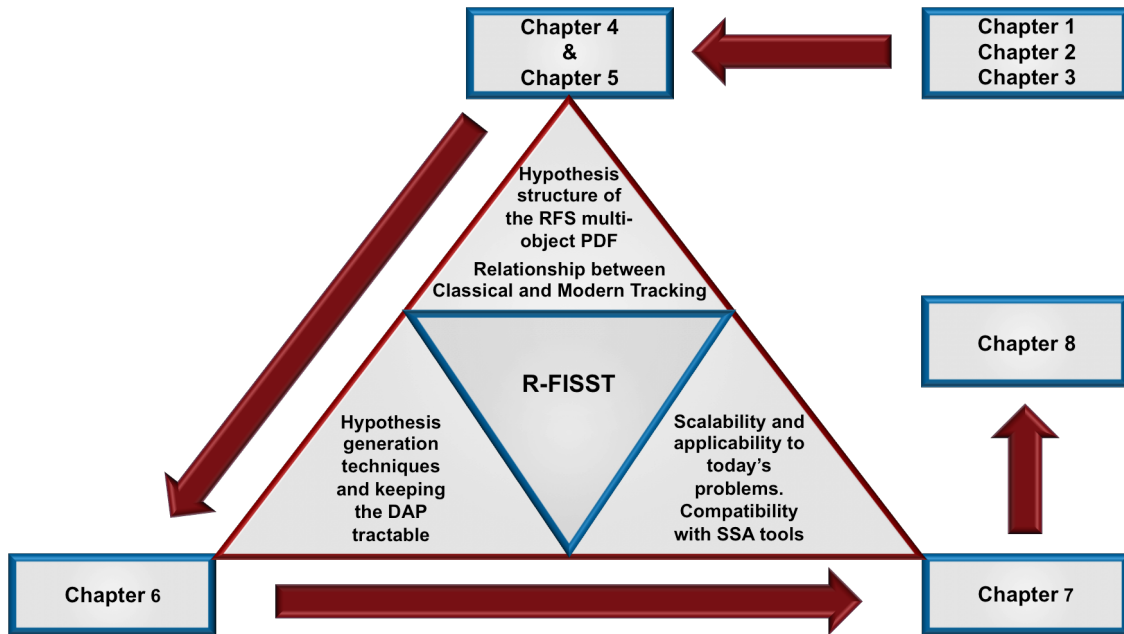 Chapter 4
&
Chapter 5
Chapter 1
Chapter 2
Chapter 3
Hypothesis
structure of
the RFS multi-
object PDF
Relationship between
Classical and Modern Tracking
R-FISST
Hypothesis
generation
techniques
and keeping
the DAP
tractable
Scalability and
applicability to
today’s
problems.
Compatibility
with SSA tools
Chapter 8
Chapter 6
Chapter 7